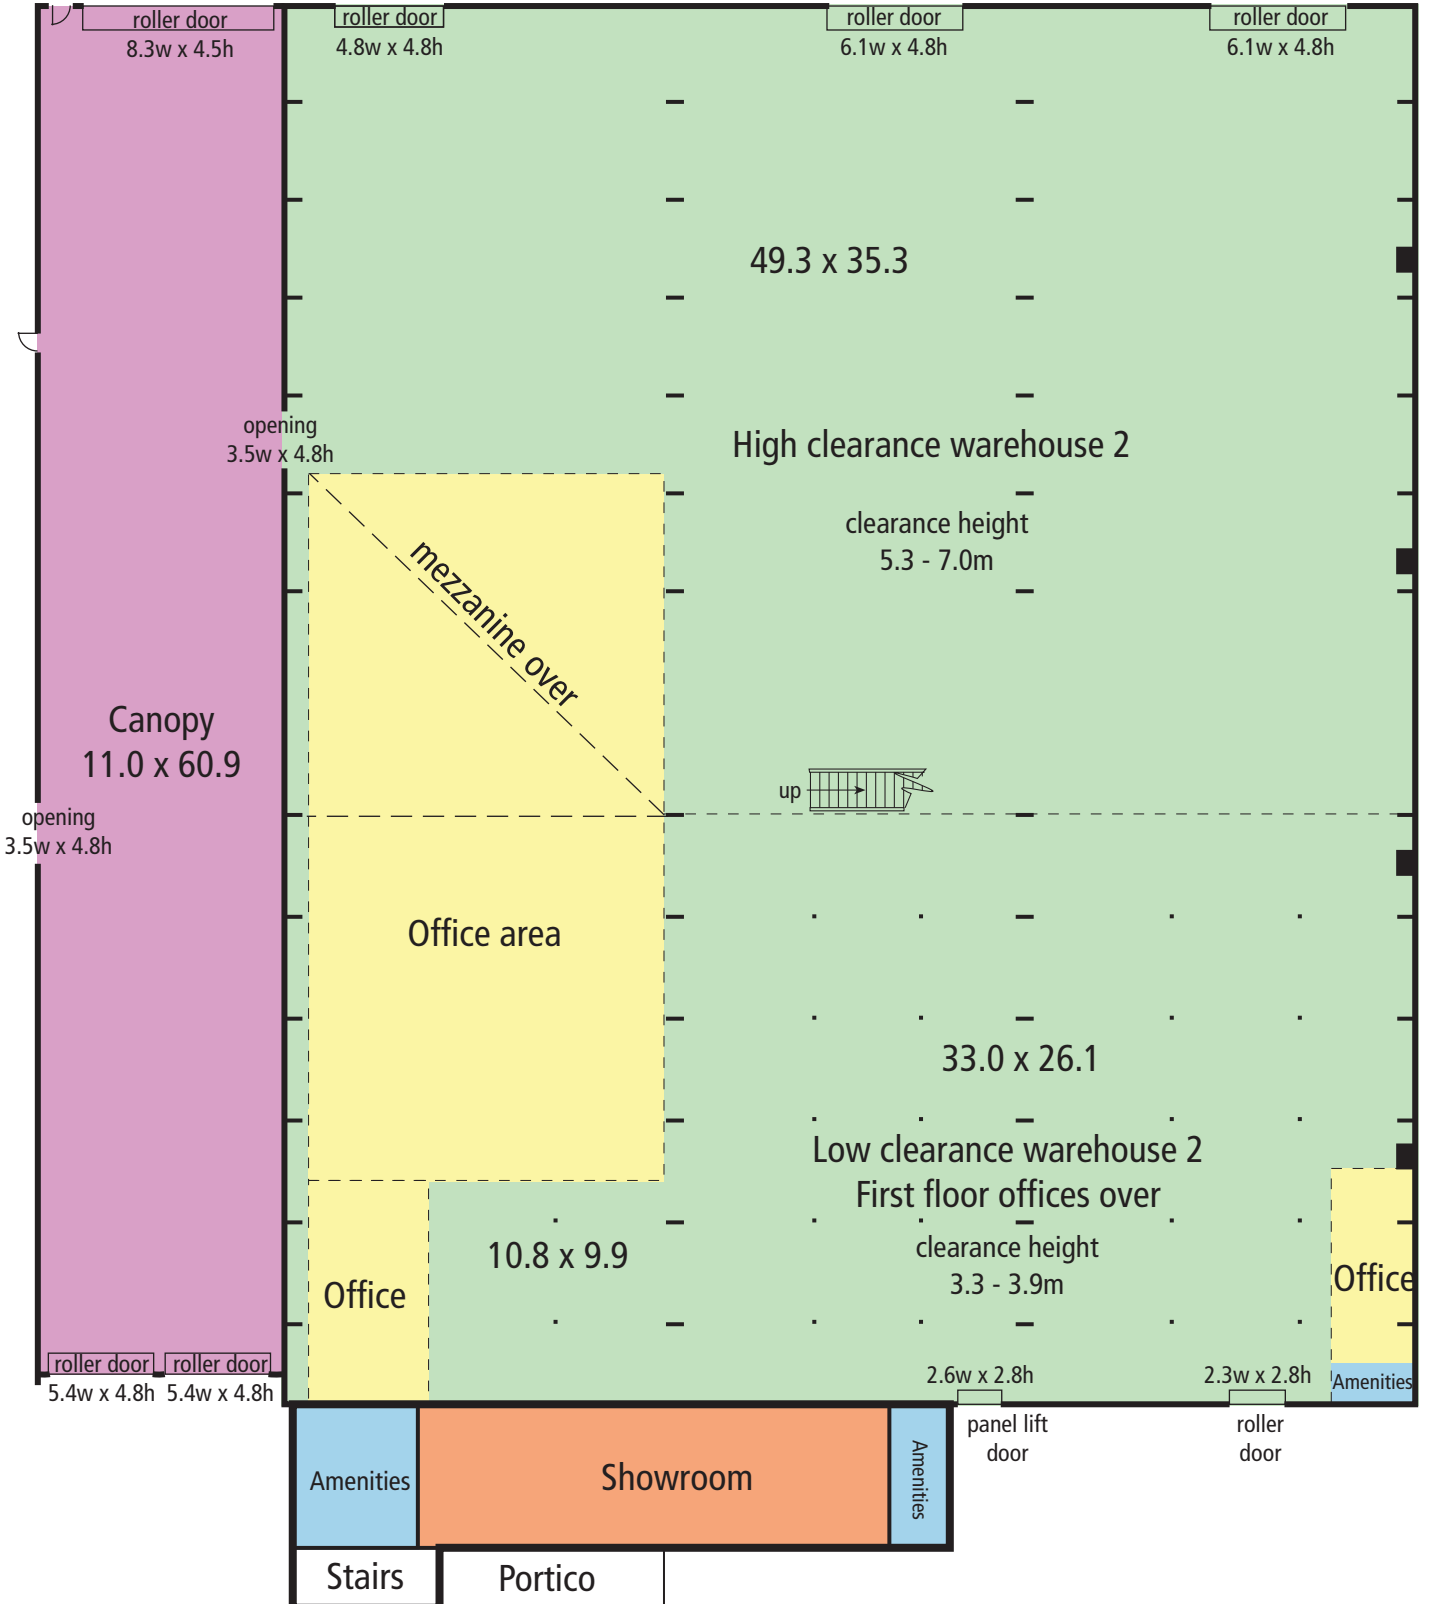 roller door
8.3w x 4.5h
roller door
4.8w x 4.8h
roller door
6.1w x 4.8h
roller door
6.1w x 4.8h
49.3 x 35.3
opening
3.5w x 4.8h
High clearance warehouse 2
clearance height
5.3 - 7.0m
mezzanine over
Canopy
11.0 x 60.9
up
opening
3.5w x 4.8h
Office area
33.0 x 26.1
Low clearance warehouse 2
First floor offices over
clearance height
3.3 - 3.9m
10.8 x 9.9
Office
Office
roller door
5.4w x 4.8h
roller door
5.4w x 4.8h
2.6w x 2.8h
panel lift
door
2.3w x 2.8h
roller
door
Amenities
Amenities
Showroom
Amenities
Stairs
Portico